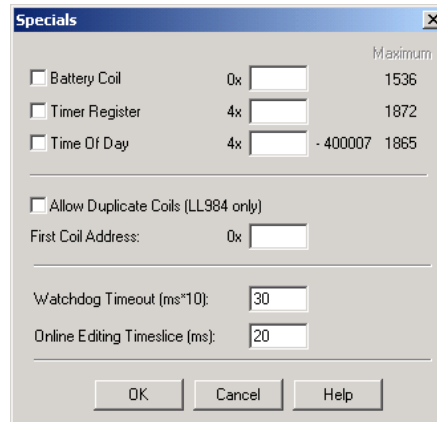 Specials
Maximum
Battery Coil 0x 1536
Timer Register 4x 1872
Time Of Day 4x - 400007 1865
Allow Duplicate Coils (LL984 only)
First Coil Address: 0x
Watchdog Timeout (ms*10): 30
Online Editing Timeslice (ms): 20
OK Cancel Help